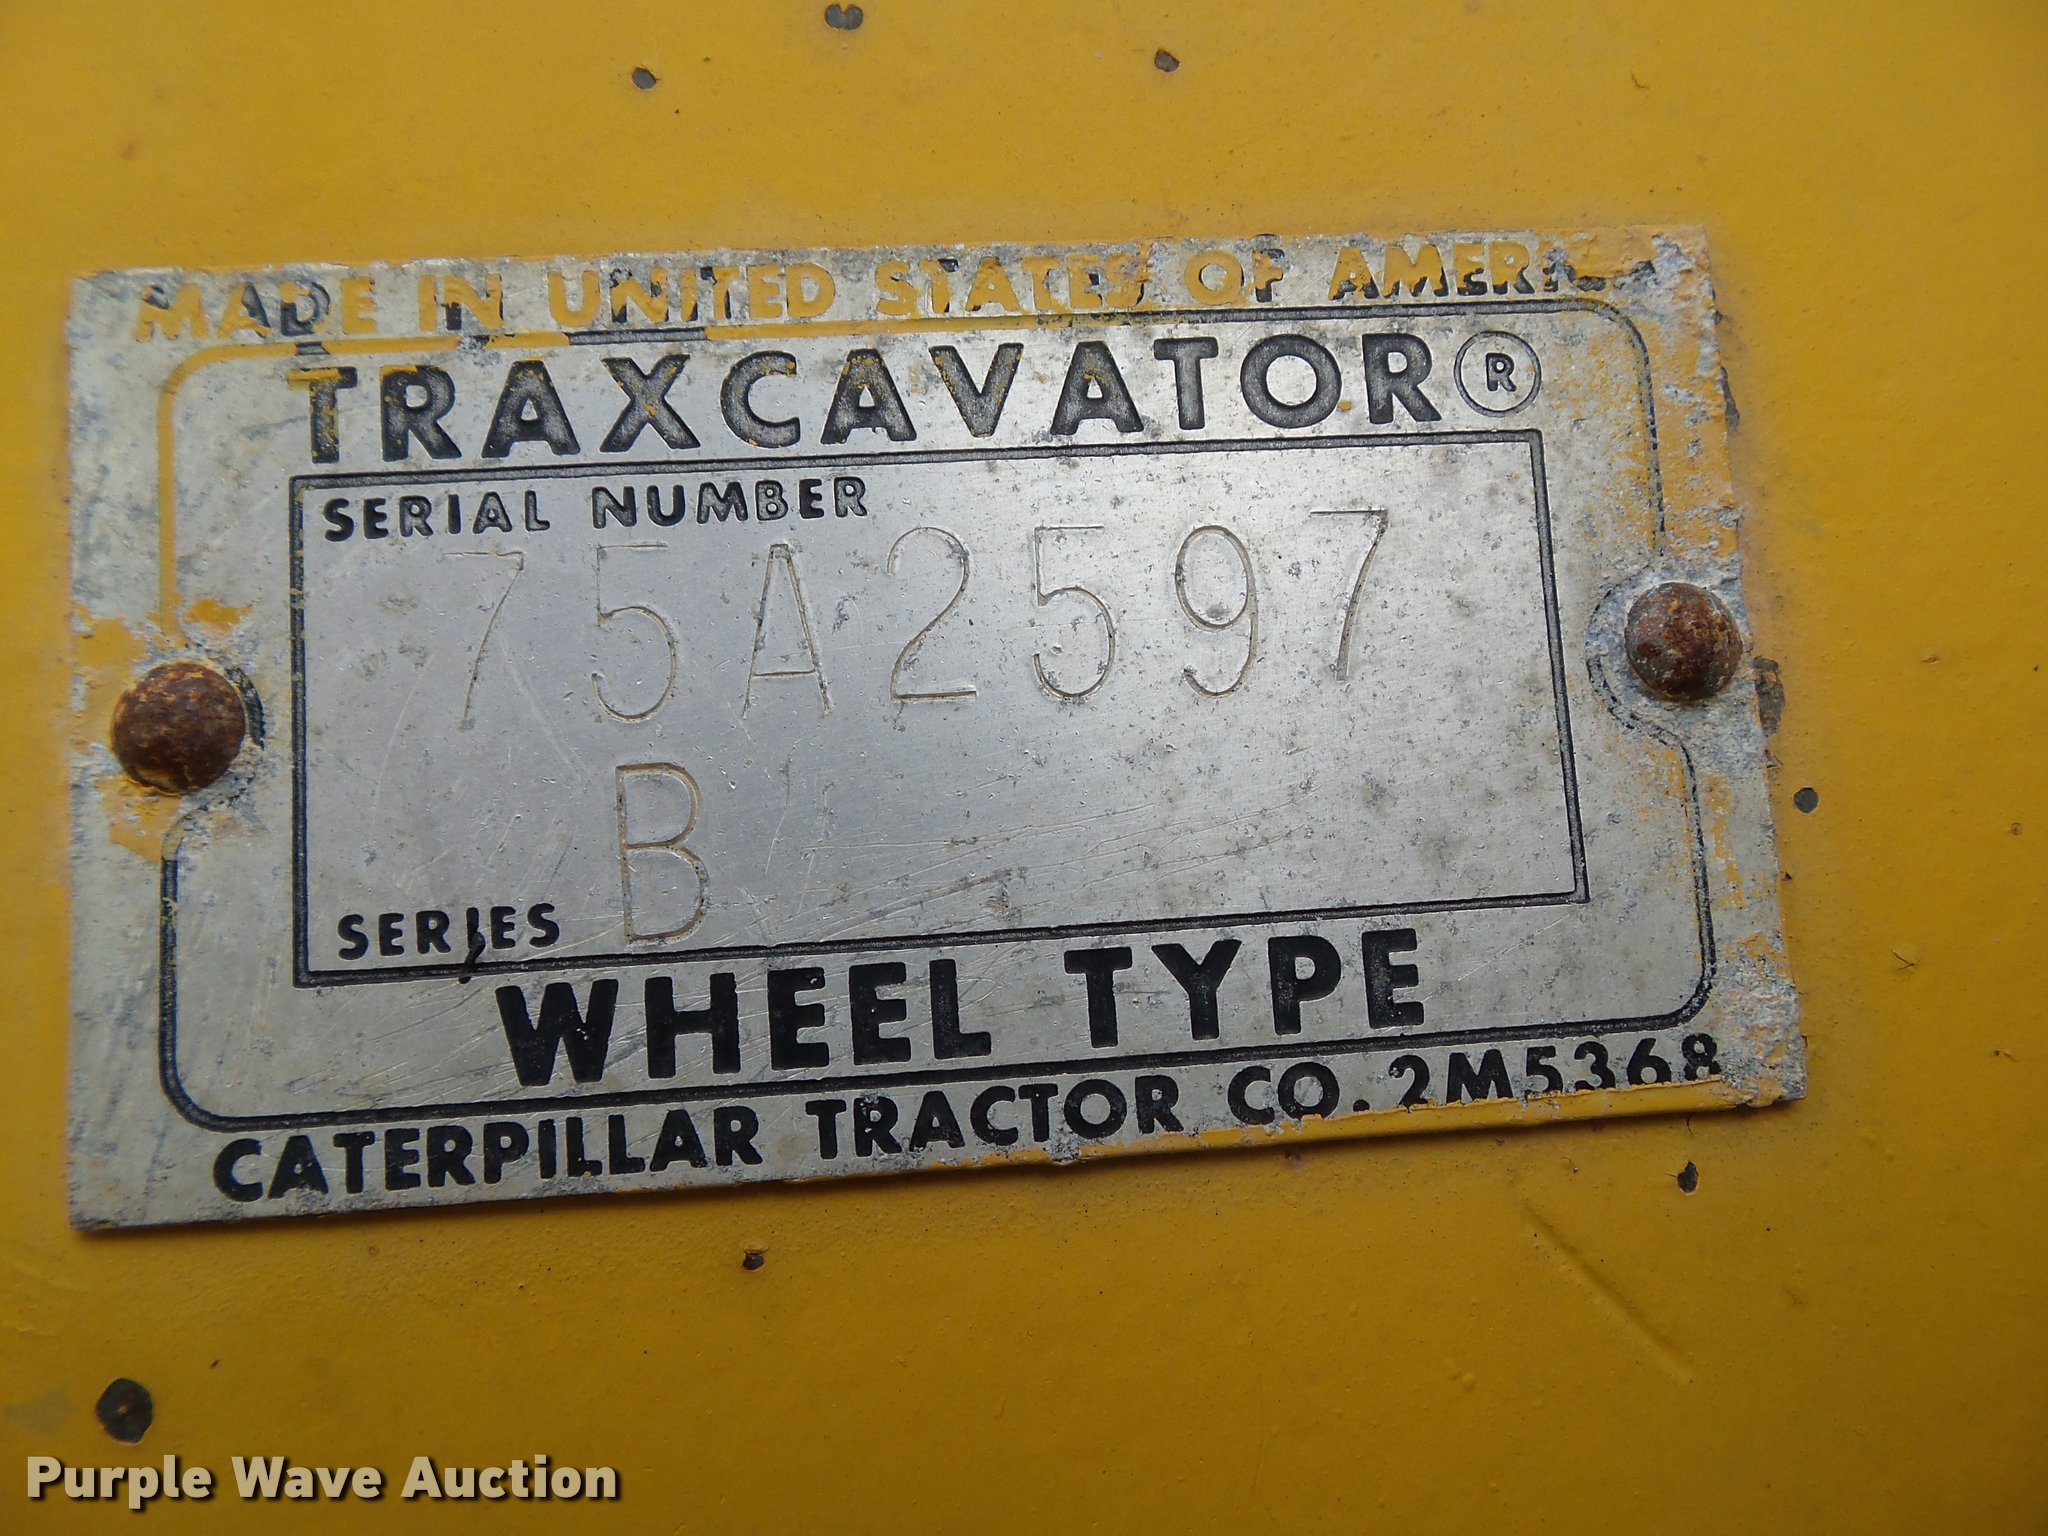 MADE IN UNITED STATES OF AMERICA
TRAXCAVATOR®
SERIAL NUMBER
75A2597
SERIES B
WHEEL TYPE
CATERPILLAR TRACTOR CO. 2M5368
Purple Wave Auction